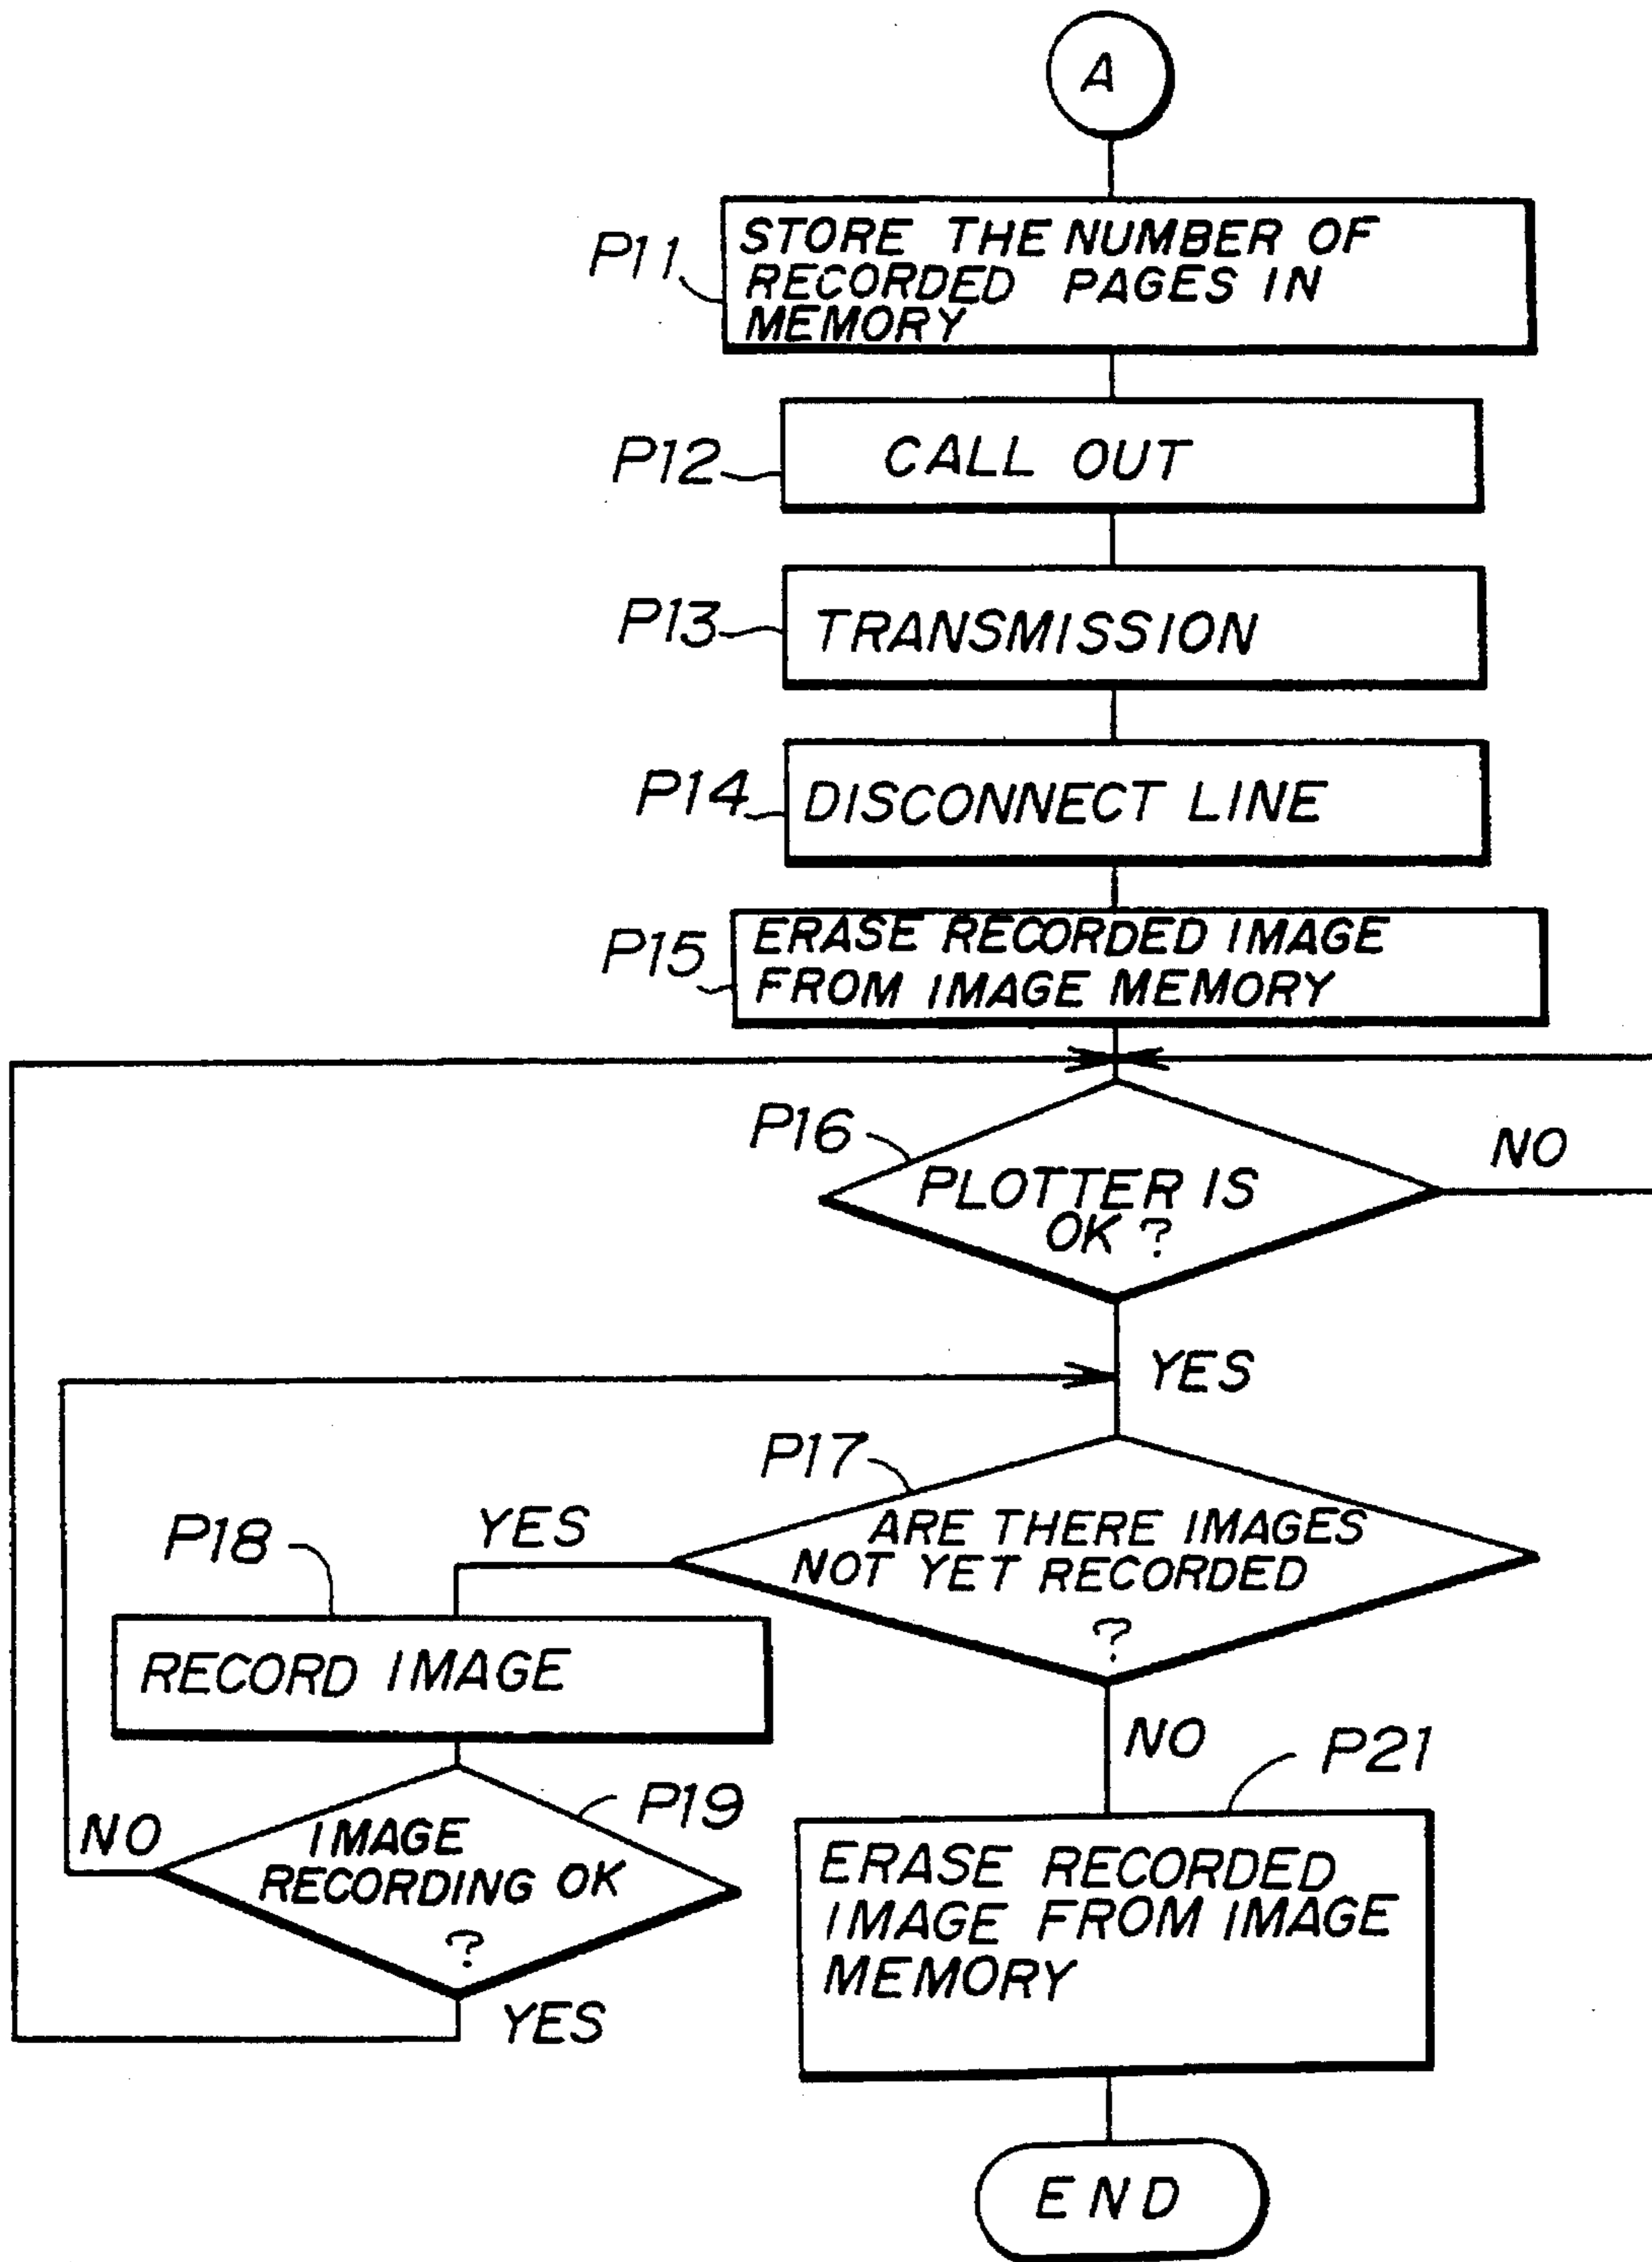 A
P11
STORE THE NUMBER OF
RECORDED PAGES IN
MEMORY
P12
CALL OUT
P13
TRANSMISSION
P14
DISCONNECT LINE
P15
ERASE RECORDED IMAGE
FROM IMAGE MEMORY
P16
PLOTTER IS
OK ?
NO
YES
P17
ARE THERE IMAGES
NOT YET RECORDED
?
YES
P18
RECORD IMAGE
P19
IMAGE
RECORDING OK
?
NO
YES
NO
P21
ERASE RECORDED
IMAGE FROM IMAGE
MEMORY
END